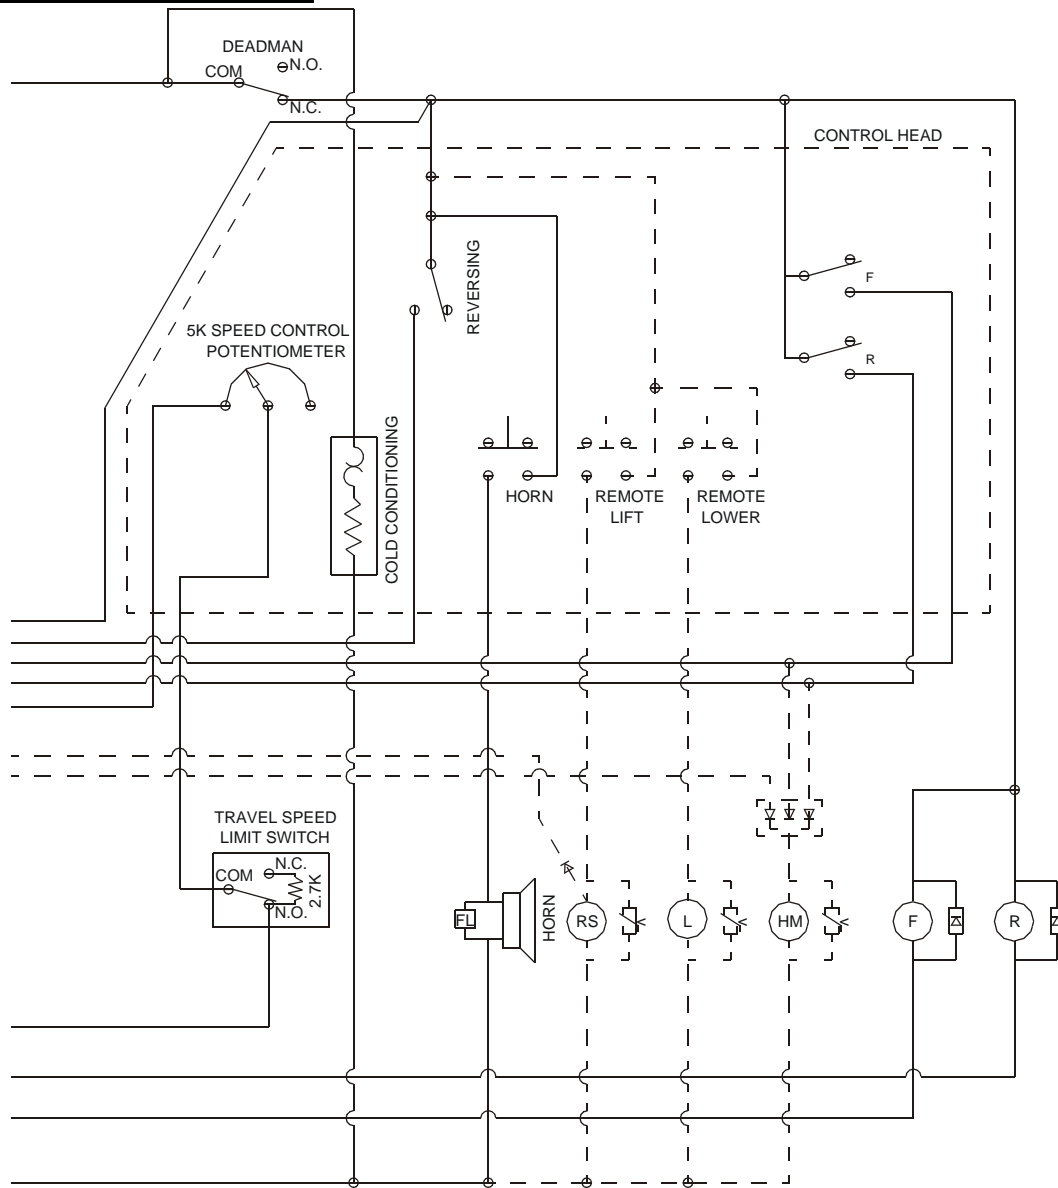 DEADMAN
N.O.
COM
N.C.
CONTROL HEAD
REVERSING
F
5K SPEED CONTROL
POTENTIOMETER
R
COLD CONDITIONING
HORN
REMOTE
LIFT
REMOTE
LOWER
TRAVEL SPEED
LIMIT SWITCH
N.C.
COM
2.7K
N.O.
FL
HORN
RS
L
HM
F
R